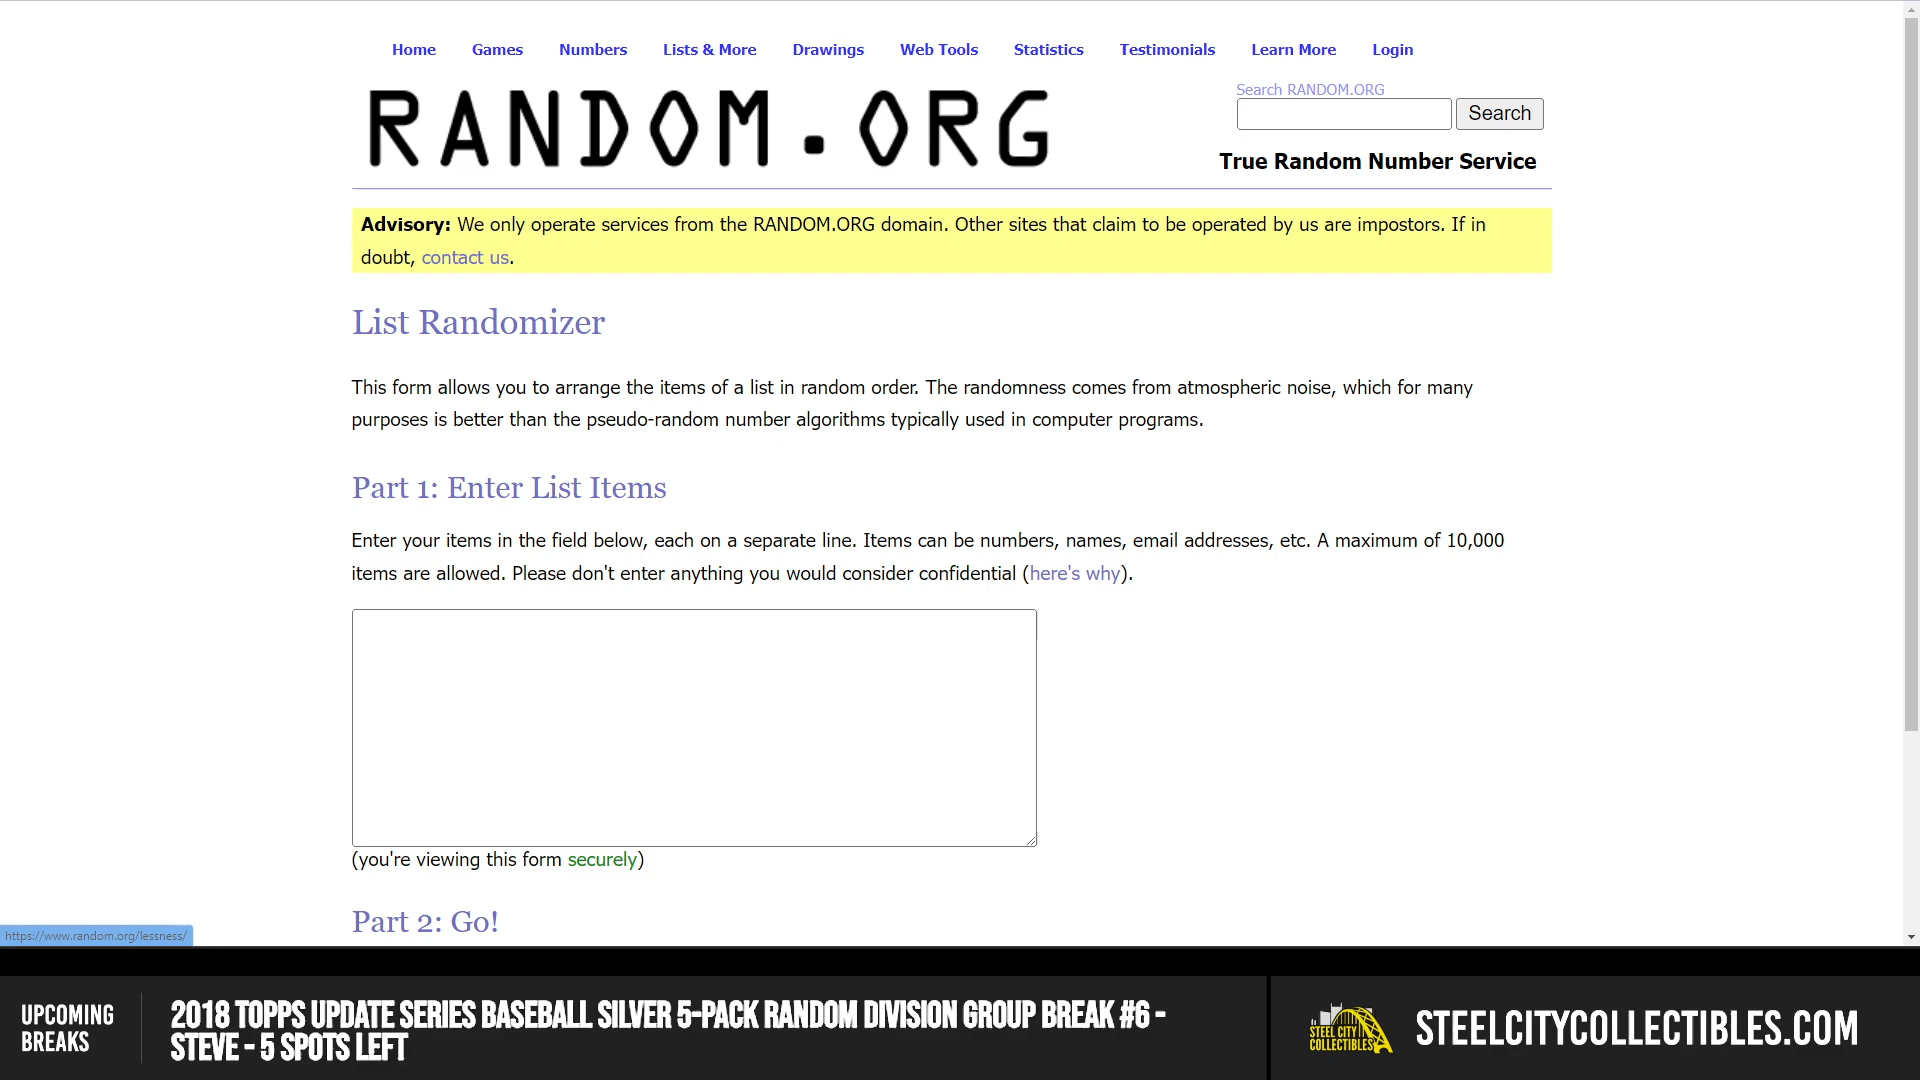 Home Games Numbers Lists & More Drawings Web Tools Statistics Testimonials Learn More Login
RANDOM.ORG
Search RANDOM.ORG
Search
True Random Number Service
Advisory: We only operate services from the RANDOM.ORG domain. Other sites that claim to be operated by us are impostors. If in
doubt, contact us.
List Randomizer
This form allows you to arrange the items of a list in random order. The randomness comes from atmospheric noise, which for many
purposes is better than the pseudo-random number algorithms typically used in computer programs.
Part 1: Enter List Items
Enter your items in the field below, each on a separate line. Items can be numbers, names, email addresses, etc. A maximum of 10,000
items are allowed. Please don't enter anything you would consider confidential (here's why).
(you're viewing this form securely)
Part 2: Go!
https://www.random.org/lessness/
UPCOMING
BREAKS
2018 TOPPS UPDATE SERIES BASEBALL SILVER 5-PACK RANDOM DIVISION GROUP BREAK #6 -
STEVE - 5 SPOTS LEFT
STEEL CITY
COLLECTIBLES
STEELCITYCOLLECTIBLES.COM